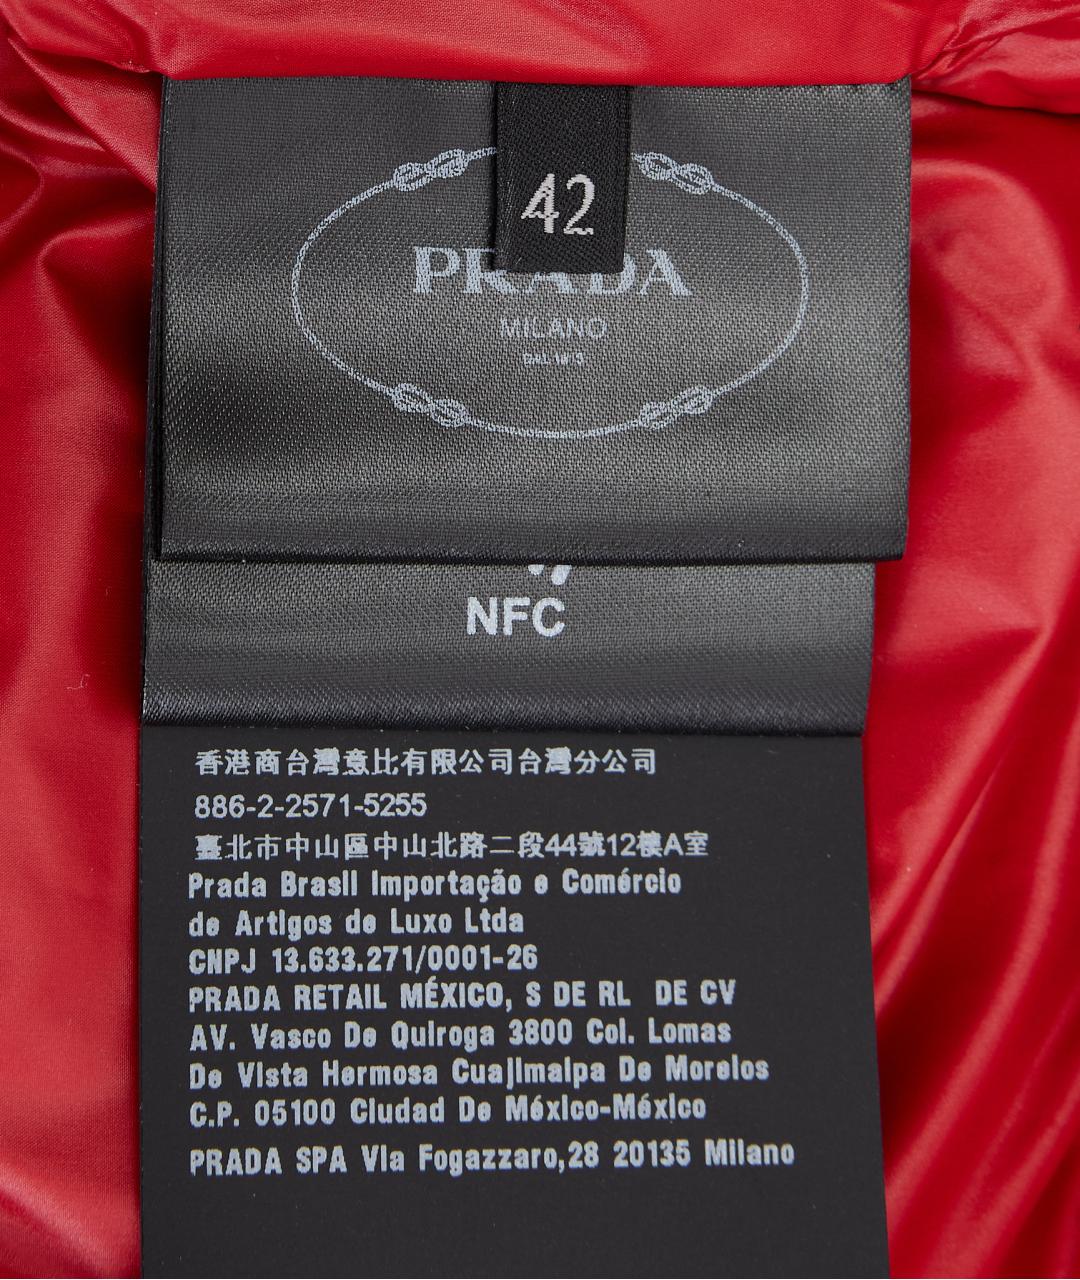 42
PRADA
MILANO
DAL 1913
NFC
香港商台灣意比有限公司台灣分公司
886-2-2571-5255
臺北市中山區中山北路二段44號12樓A室
Prada Brasil Importação e Comércio
de Artigos de Luxo Ltda
CNPJ 13.633.271/0001-26
PRADA RETAIL MÉXICO, S DE RL DE CV
AV. Vasco De Quiroga 3800 Col. Lomas
De Vista Hermosa Cuajimalpa De Morelos
C.P. 05100 Ciudad De México-México
PRADA SPA Via Fogazzaro,28 20135 Milano